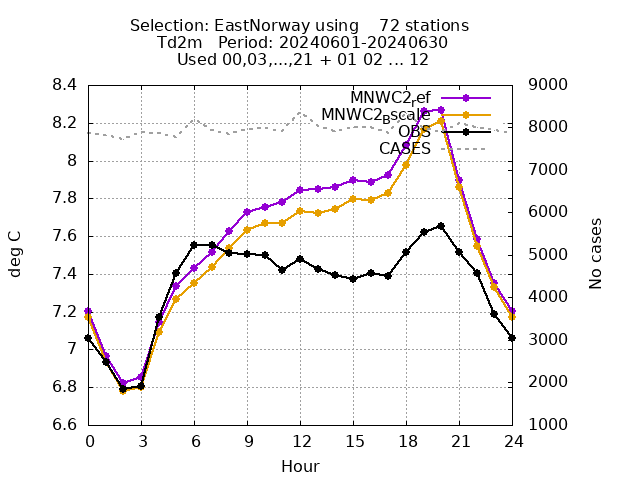 Selection: EastNorway using    72 stations
Td2m   Period: 20240601-20240630
Used 00,03,...,21 + 01 02 ... 12
MNWC2ref
MNWC2Bscale
OBS
CASES
deg C
No cases
8.4
8.2
8
7.8
7.6
7.4
7.2
7
6.8
6.6
9000
8000
7000
6000
5000
4000
3000
2000
1000
0 3 6 9 12 15 18 21 24
Hour